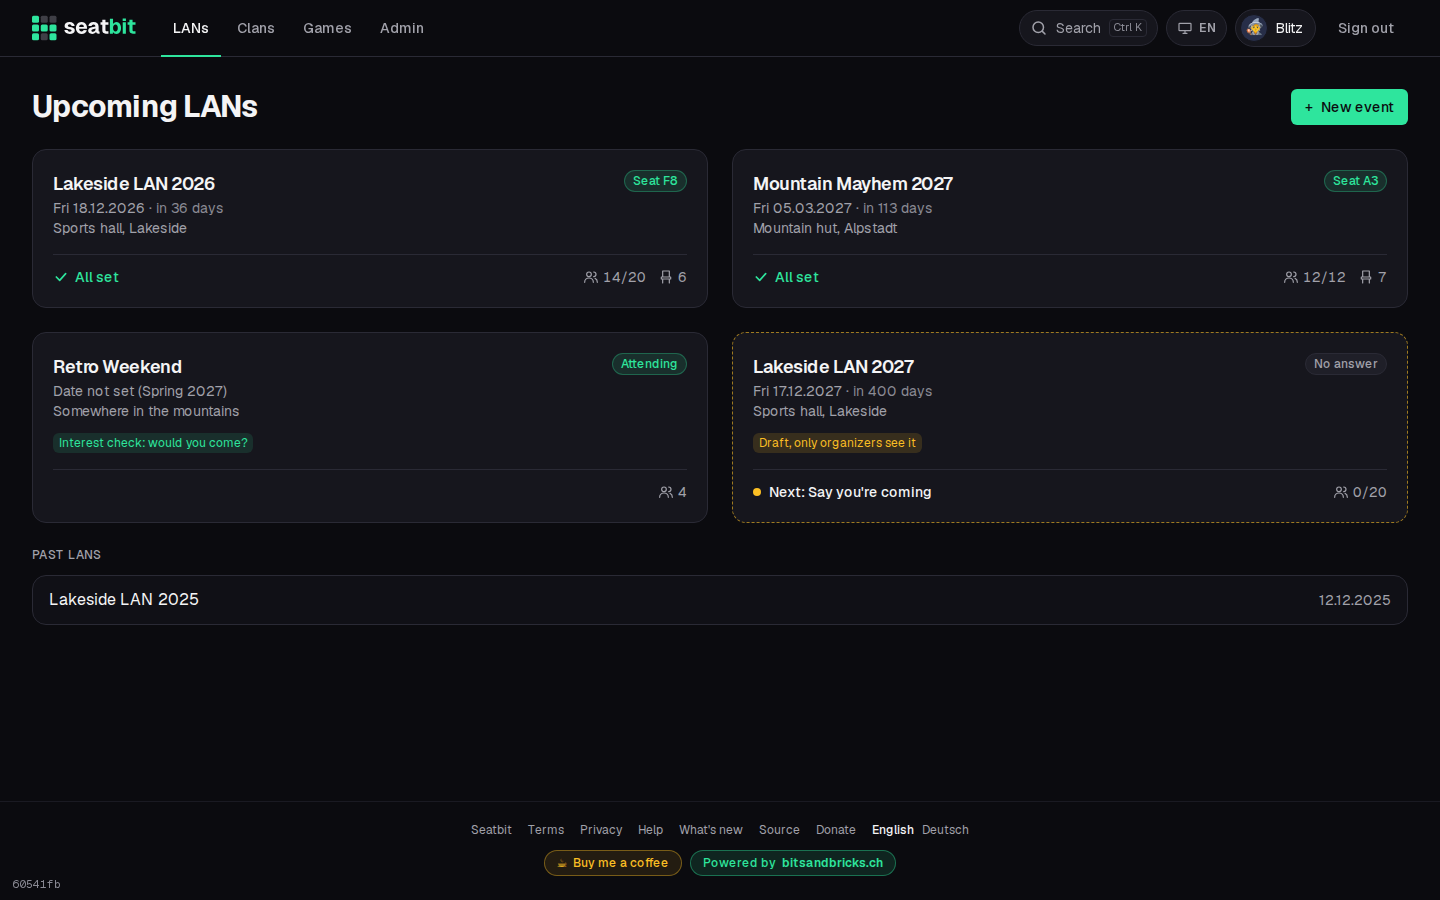 seatbit LANs Clans Games Admin Search Ctrl K EN Blitz Sign out
Upcoming LANs
+ New event
Lakeside LAN 2026
Seat F8
Fri 18.12.2026 · in 36 days
Sports hall, Lakeside
All set
14/20 6
Mountain Mayhem 2027
Seat A3
Fri 05.03.2027 · in 113 days
Mountain hut, Alpstadt
All set
12/12 7
Retro Weekend
Attending
Date not set (Spring 2027)
Somewhere in the mountains
Interest check: would you come?
4
Lakeside LAN 2027
No answer
Fri 17.12.2027 · in 400 days
Sports hall, Lakeside
Draft, only organizers see it
Next: Say you're coming
0/20
PAST LANS
Lakeside LAN 2025 12.12.2025
Seatbit Terms Privacy Help What's new Source Donate English Deutsch
Buy me a coffee Powered by bitsandbricks.ch
60541fb